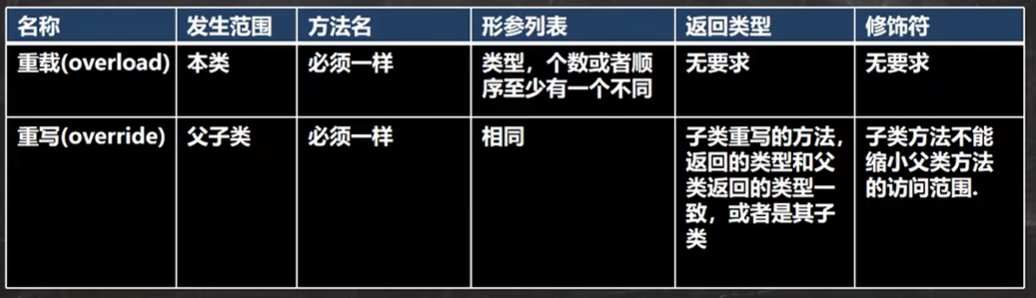 名称
发生范围
方法名
形参列表
返回类型
修饰符
重载(overload)
本类
必须一样
类型，个数或者顺
序至少有一个不同
无要求
无要求
重写(override)
父子类
必须一样
相同
子类重写的方法，
返回的类型和父
类返回的类型一
致，或者是其子
类
子类方法不能
缩小父类方法
的访问范围.